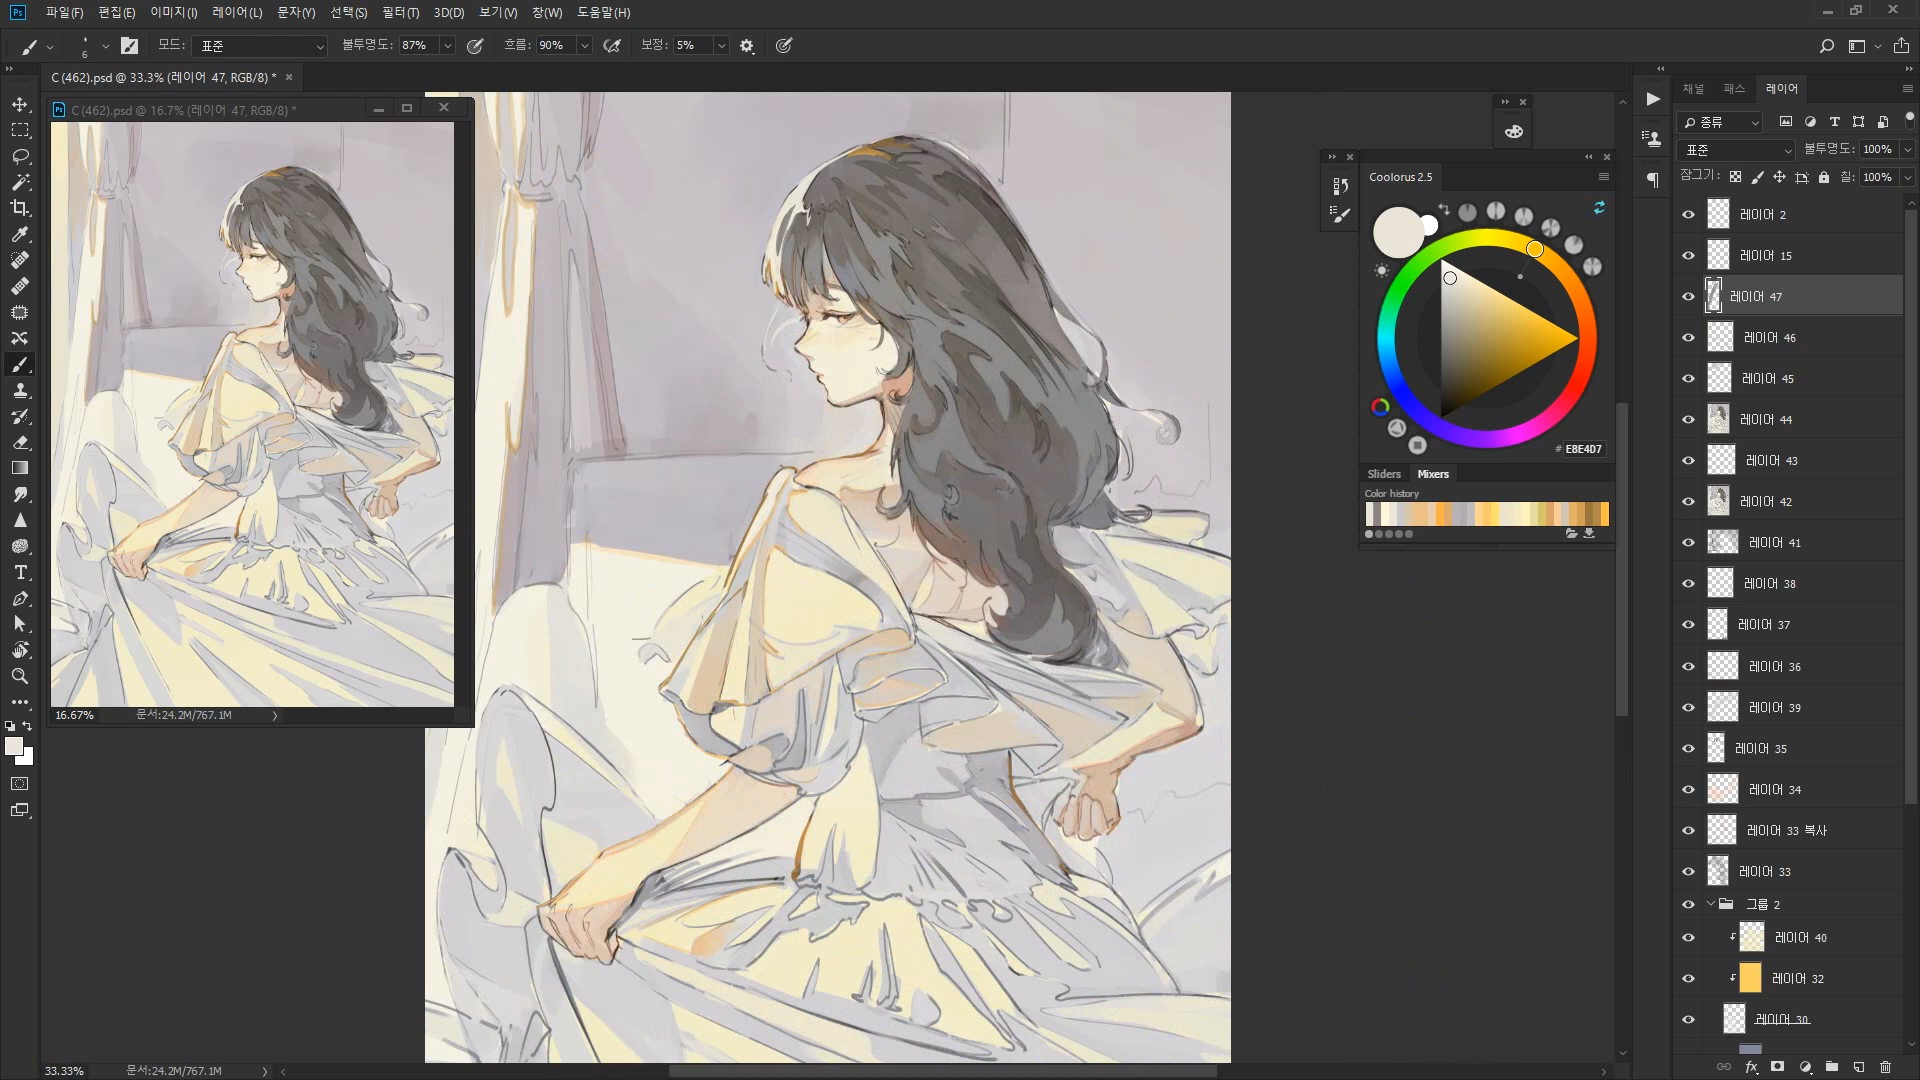 Ps 파일(F) 편집(E) 이미지(I) 레이어(L) 문자(Y) 선택(S) 필터(T) 3D(D) 보기(V) 창(W) 도움말(H)
6 모드: 표준 불투명도: 87% 흐름: 90% 보정: 5%
C (462).psd @ 33.3% (레이어 47, RGB/8) *
Ps C (462).psd @ 16.7% (레이어 47, RGB/8) *
16.67% 문서:24.2M/767.1M
33.33% 문서:24.2M/767.1M
Coolorus 2.5
# E8E4D7
Sliders Mixers
Color history
채널 패스 레이어
종류
표준 불투명도: 100%
잠그기: 칠: 100%
레이어 2
레이어 15
레이어 47
레이어 46
레이어 45
레이어 44
레이어 43
레이어 42
레이어 41
레이어 38
레이어 37
레이어 36
레이어 39
레이어 35
레이어 34
레이어 33 복사
레이어 33
그룹 2
레이어 40
레이어 32
레이어 30
fx